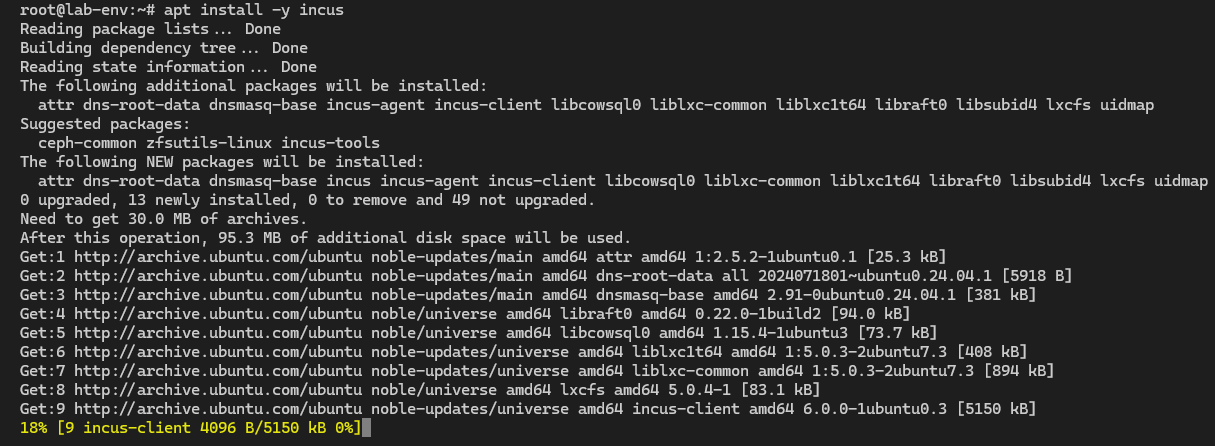 root@lab-env:~# apt install -y incus
Reading package lists... Done
Building dependency tree... Done
Reading state information... Done
The following additional packages will be installed:
  attr dns-root-data dnsmasq-base incus-agent incus-client libcowsql0 liblxc-common liblxc1t64 libraft0 libsubid4 lxcfs uidmap
Suggested packages:
  ceph-common zfsutils-linux incus-tools
The following NEW packages will be installed:
  attr dns-root-data dnsmasq-base incus incus-agent incus-client libcowsql0 liblxc-common liblxc1t64 libraft0 libsubid4 lxcfs uidmap
0 upgraded, 13 newly installed, 0 to remove and 49 not upgraded.
Need to get 30.0 MB of archives.
After this operation, 95.3 MB of additional disk space will be used.
Get:1 http://archive.ubuntu.com/ubuntu noble-updates/main amd64 attr amd64 1:2.5.2-1ubuntu0.1 [25.3 kB]
Get:2 http://archive.ubuntu.com/ubuntu noble-updates/main amd64 dns-root-data all 2024071801~ubuntu0.24.04.1 [5918 B]
Get:3 http://archive.ubuntu.com/ubuntu noble-updates/main amd64 dnsmasq-base amd64 2.91-0ubuntu0.24.04.1 [381 kB]
Get:4 http://archive.ubuntu.com/ubuntu noble/universe amd64 libraft0 amd64 0.22.0-1build2 [94.0 kB]
Get:5 http://archive.ubuntu.com/ubuntu noble/universe amd64 libcowsql0 amd64 1.15.4-1ubuntu3 [73.7 kB]
Get:6 http://archive.ubuntu.com/ubuntu noble-updates/universe amd64 liblxc1t64 amd64 1:5.0.3-2ubuntu7.3 [408 kB]
Get:7 http://archive.ubuntu.com/ubuntu noble-updates/universe amd64 liblxc-common amd64 1:5.0.3-2ubuntu7.3 [894 kB]
Get:8 http://archive.ubuntu.com/ubuntu noble/universe amd64 lxcfs amd64 5.0.4-1 [83.1 kB]
Get:9 http://archive.ubuntu.com/ubuntu noble-updates/universe amd64 incus-client amd64 6.0.0-1ubuntu0.3 [5150 kB]
18% [9 incus-client 4096 B/5150 kB 0%]